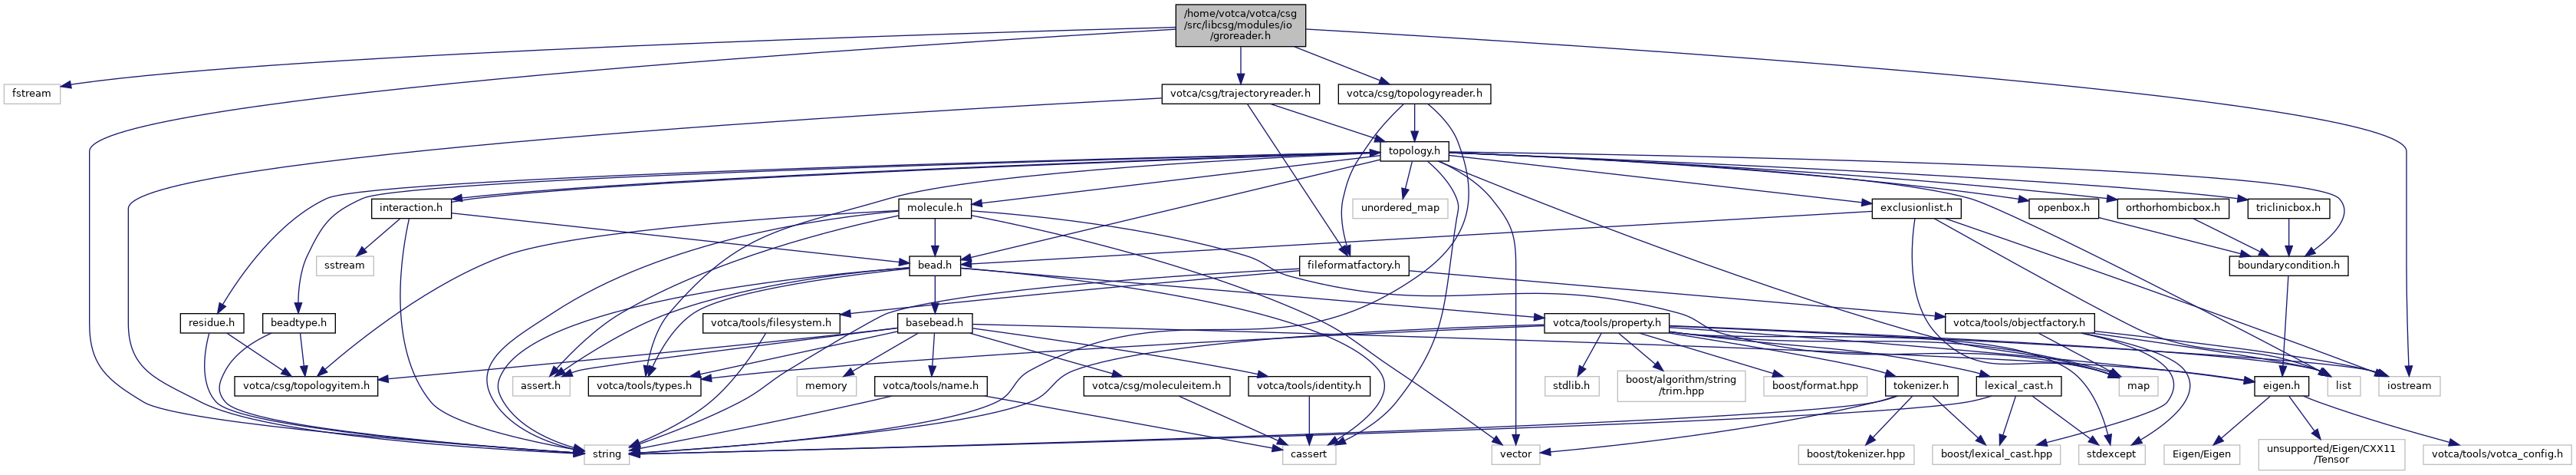 /home/votca/votca/csg
/src/libcsg/modules/io
/groreader.h
fstream
votca/csg/trajectoryreader.h
votca/csg/topologyreader.h
topology.h
interaction.h
molecule.h
unordered_map
exclusionlist.h
openbox.h
orthorhombicbox.h
triclinicbox.h
sstream
bead.h
fileformatfactory.h
boundarycondition.h
residue.h
beadtype.h
votca/tools/filesystem.h
basebead.h
votca/tools/property.h
votca/tools/objectfactory.h
votca/csg/topologyitem.h
assert.h
votca/tools/types.h
memory
votca/tools/name.h
votca/csg/moleculeitem.h
votca/tools/identity.h
stdlib.h
boost/algorithm/string
/trim.hpp
boost/format.hpp
tokenizer.h
lexical_cast.h
map
eigen.h
list
iostream
string
cassert
vector
boost/tokenizer.hpp
boost/lexical_cast.hpp
stdexcept
Eigen/Eigen
unsupported/Eigen/CXX11
/Tensor
votca/tools/votca_config.h